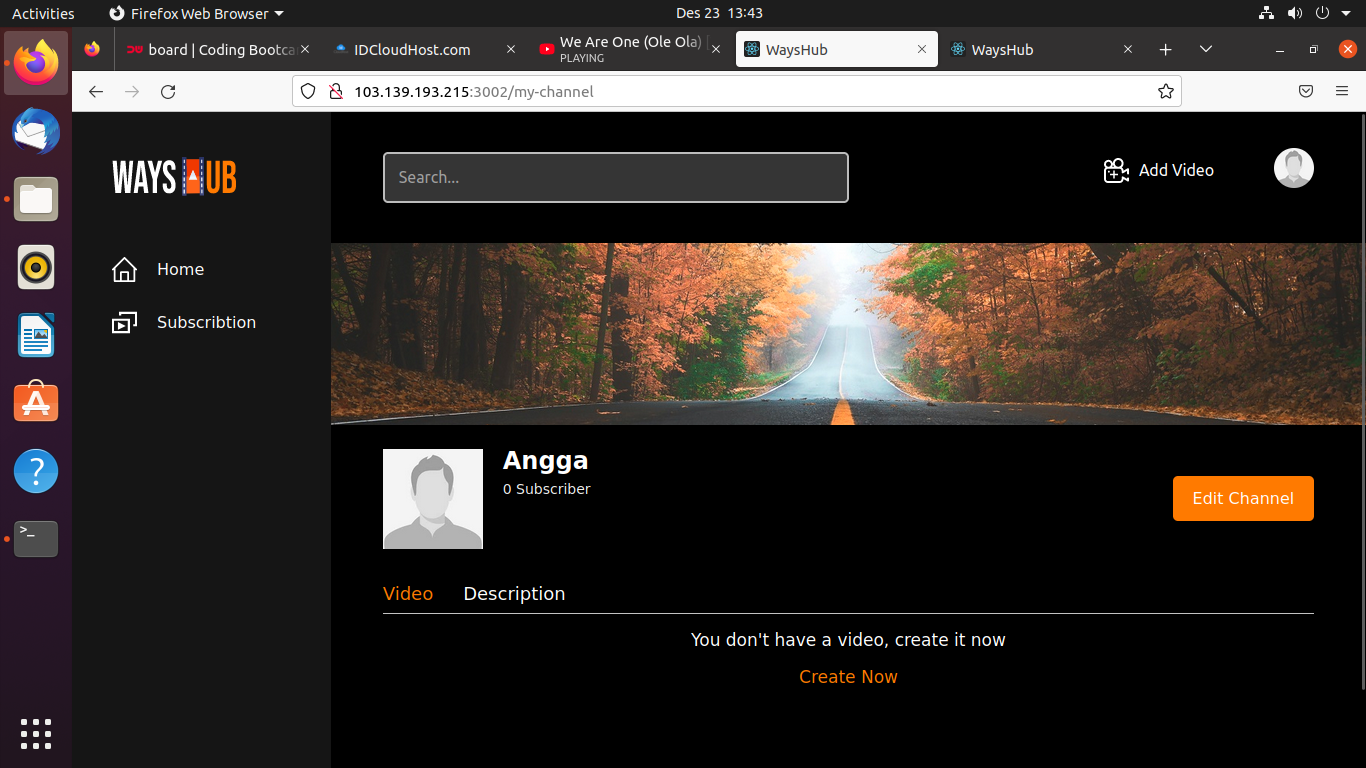 Activities
Firefox Web Browser
Des 23 13:43
board | Coding Bootca
IDCloudHost.com
We Are One (Ole Ola) [
PLAYING
WaysHub
WaysHub
103.139.193.215:3002/my-channel
WAYS UB
Search...
Add Video
Home
Subscribtion
Angga
0 Subscriber
Edit Channel
Video
Description
You don't have a video, create it now
Create Now